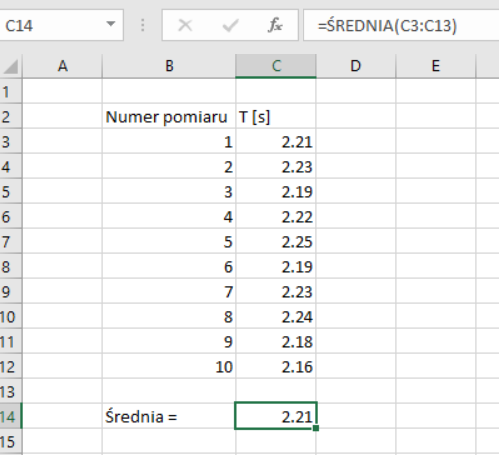 C14 fx =ŚREDNIA(C3:C13)
A B C D E
1
2 Numer pomiaru T [s]
3 1 2.21
4 2 2.23
5 3 2.19
6 4 2.22
7 5 2.25
8 6 2.19
9 7 2.23
10 8 2.24
11 9 2.18
12 10 2.16
13
14 Średnia = 2.21
15